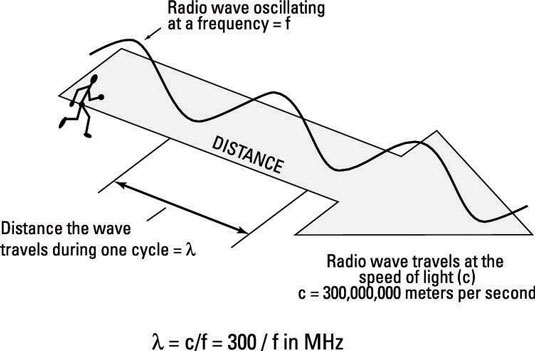 Radio wave oscillating
at a frequency = f
DISTANCE
Distance the wave
travels during one cycle = λ
Radio wave travels at the
speed of light (c)
c = 300,000,000 meters per second
λ = c/f = 300 / f in MHz